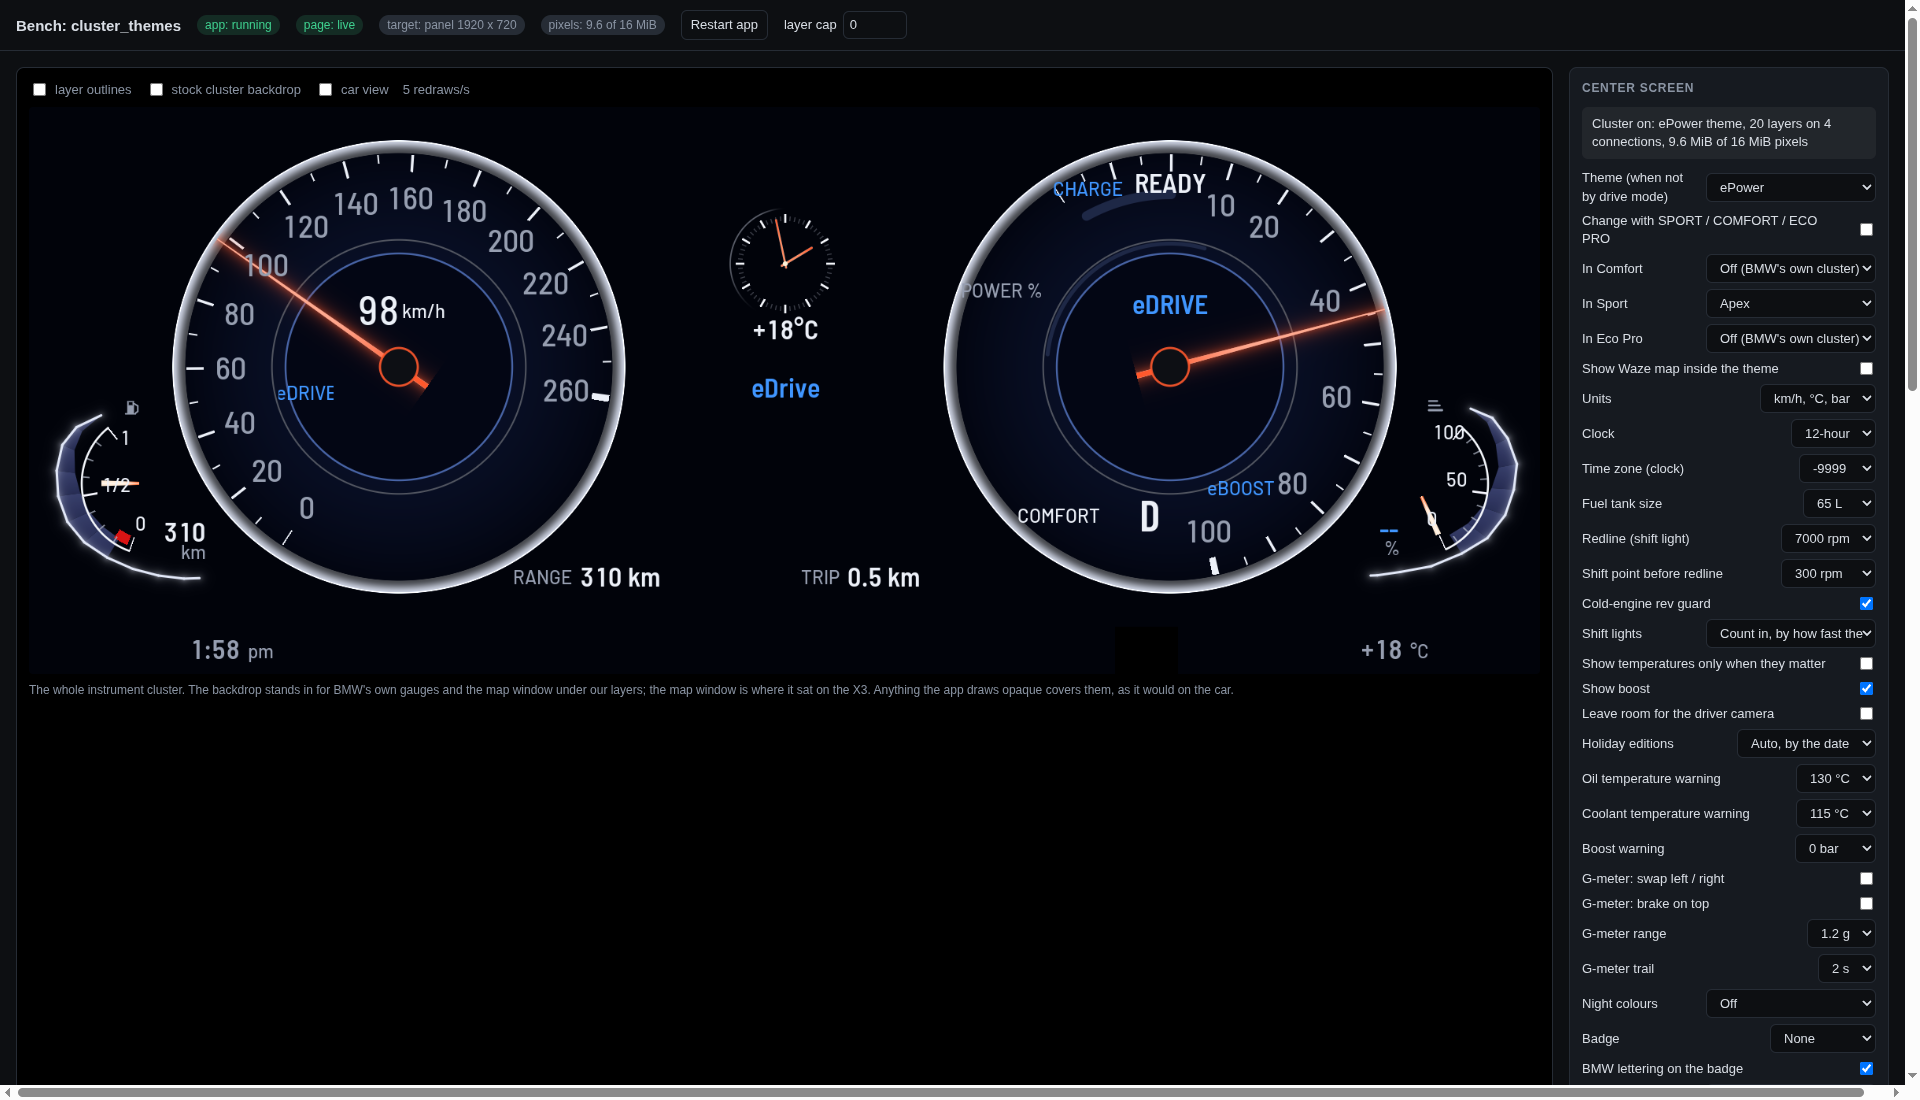 Bench: cluster_themes
app: running
page: live
target: panel 1920 x 720
pixels: 9.6 of 16 MiB
Restart app
layer cap
0
layer outlines
stock cluster backdrop
car view
5 redraws/s
0
20
40
60
80
100
120
140
160
180
200
220
240
260
98 km/h
eDRIVE
1
1/2
0
310
km
+18°C
eDrive
RANGE 310 km
TRIP 0.5 km
CHARGE
READY
10
20
40
60
80
100
POWER %
eDRIVE
eBOOST
COMFORT
D
100
50
0
--
%
1:58 pm
+18 °C
The whole instrument cluster. The backdrop stands in for BMW's own gauges and the map window under our layers; the map window is where it sat on the X3. Anything the app draws opaque covers them, as it would on the car.
CENTER SCREEN
Cluster on: ePower theme, 20 layers on 4
connections, 9.6 MiB of 16 MiB pixels
Theme (when not
by drive mode)
ePower
Change with SPORT / COMFORT / ECO
PRO
In Comfort
Off (BMW's own cluster)
In Sport
Apex
In Eco Pro
Off (BMW's own cluster)
Show Waze map inside the theme
Units
km/h, °C, bar
Clock
12-hour
Time zone (clock)
-9999
Fuel tank size
65 L
Redline (shift light)
7000 rpm
Shift point before redline
300 rpm
Cold-engine rev guard
Shift lights
Count in, by how fast the
Show temperatures only when they matter
Show boost
Leave room for the driver camera
Holiday editions
Auto, by the date
Oil temperature warning
130 °C
Coolant temperature warning
115 °C
Boost warning
0 bar
G-meter: swap left / right
G-meter: brake on top
G-meter range
1.2 g
G-meter trail
2 s
Night colours
Off
Badge
None
BMW lettering on the badge